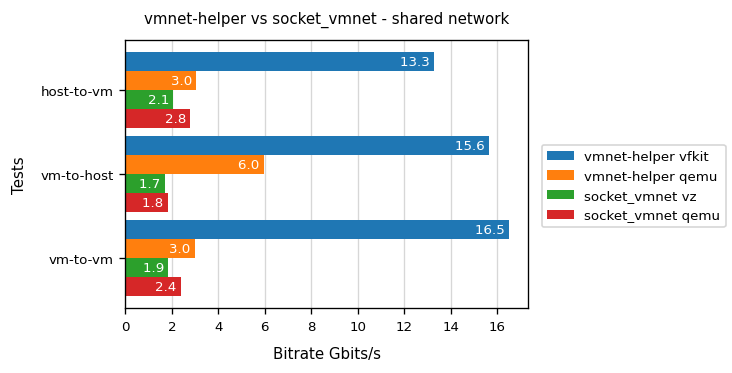 vmnet-helper vs socket_vmnet - shared network
Tests
host-to-vm
13.3
3.0
2.1
2.8
vm-to-host
15.6
6.0
1.7
1.8
vm-to-vm
16.5
3.0
1.9
2.4
0 2 4 6 8 10 12 14 16
Bitrate Gbits/s
vmnet-helper vfkit
vmnet-helper qemu
socket_vmnet vz
socket_vmnet qemu